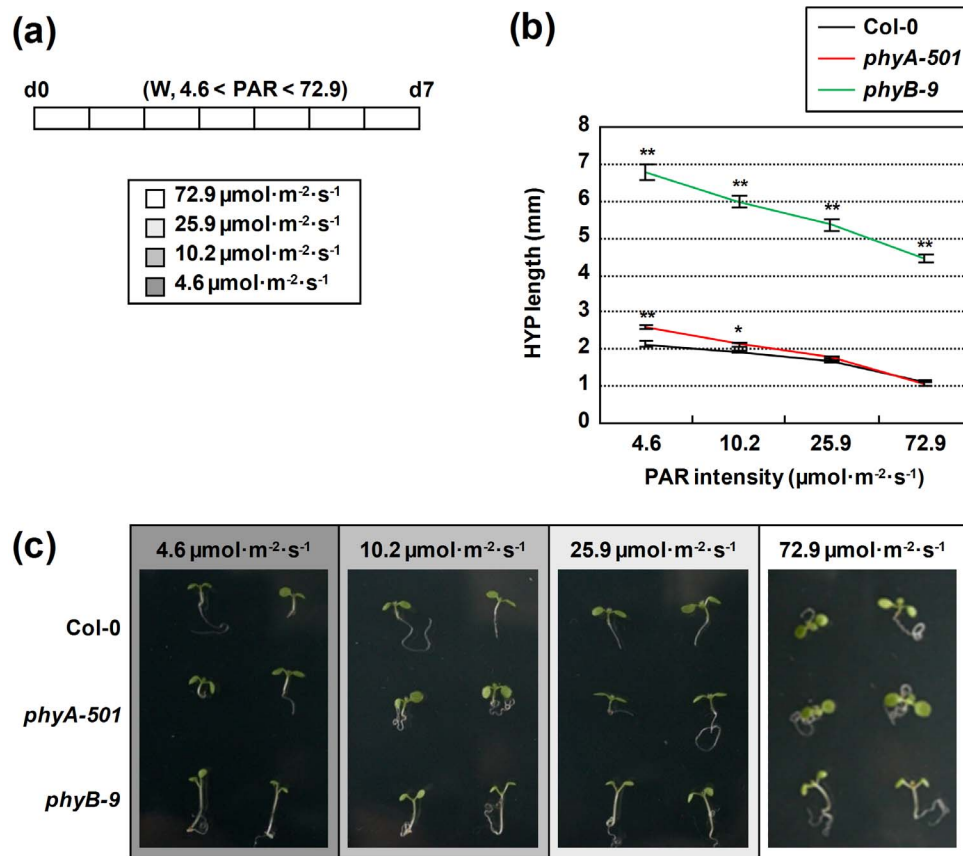 (a)
d0 (W, 4.6 < PAR < 72.9) d7
72.9 µmol·m-2·s-1
25.9 µmol·m-2·s-1
10.2 µmol·m-2·s-1
4.6 µmol·m-2·s-1
(b)
Col-0
phyA-501
phyB-9
8
7
6
5
4
3
2
1
0
HYP length (mm)
** ** ** **
** *
4.6 10.2 25.9 72.9
PAR intensity (µmol·m-2·s-1)
(c)
4.6 µmol·m-2·s-1 10.2 µmol·m-2·s-1 25.9 µmol·m-2·s-1 72.9 µmol·m-2·s-1
Col-0
phyA-501
phyB-9